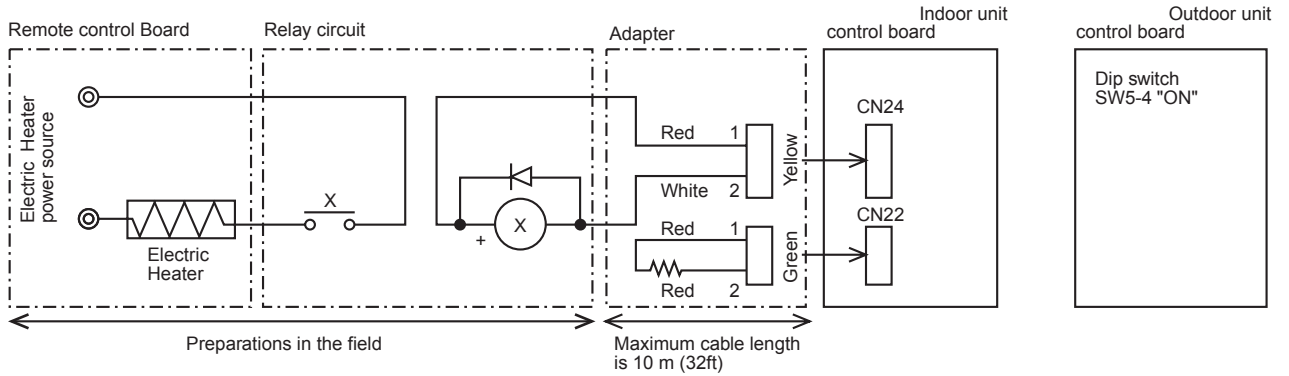 Remote control Board
Relay circuit
Adapter
Indoor unit
control board
Outdoor unit
control board
Electric Heater
power source
Electric
Heater
X
+
X
Red 1
White 2
Yellow
Red 1
Red 2
Green
CN24
CN22
Dip switch
SW5-4 "ON"
Preparations in the field
Maximum cable length
is 10 m (32ft)